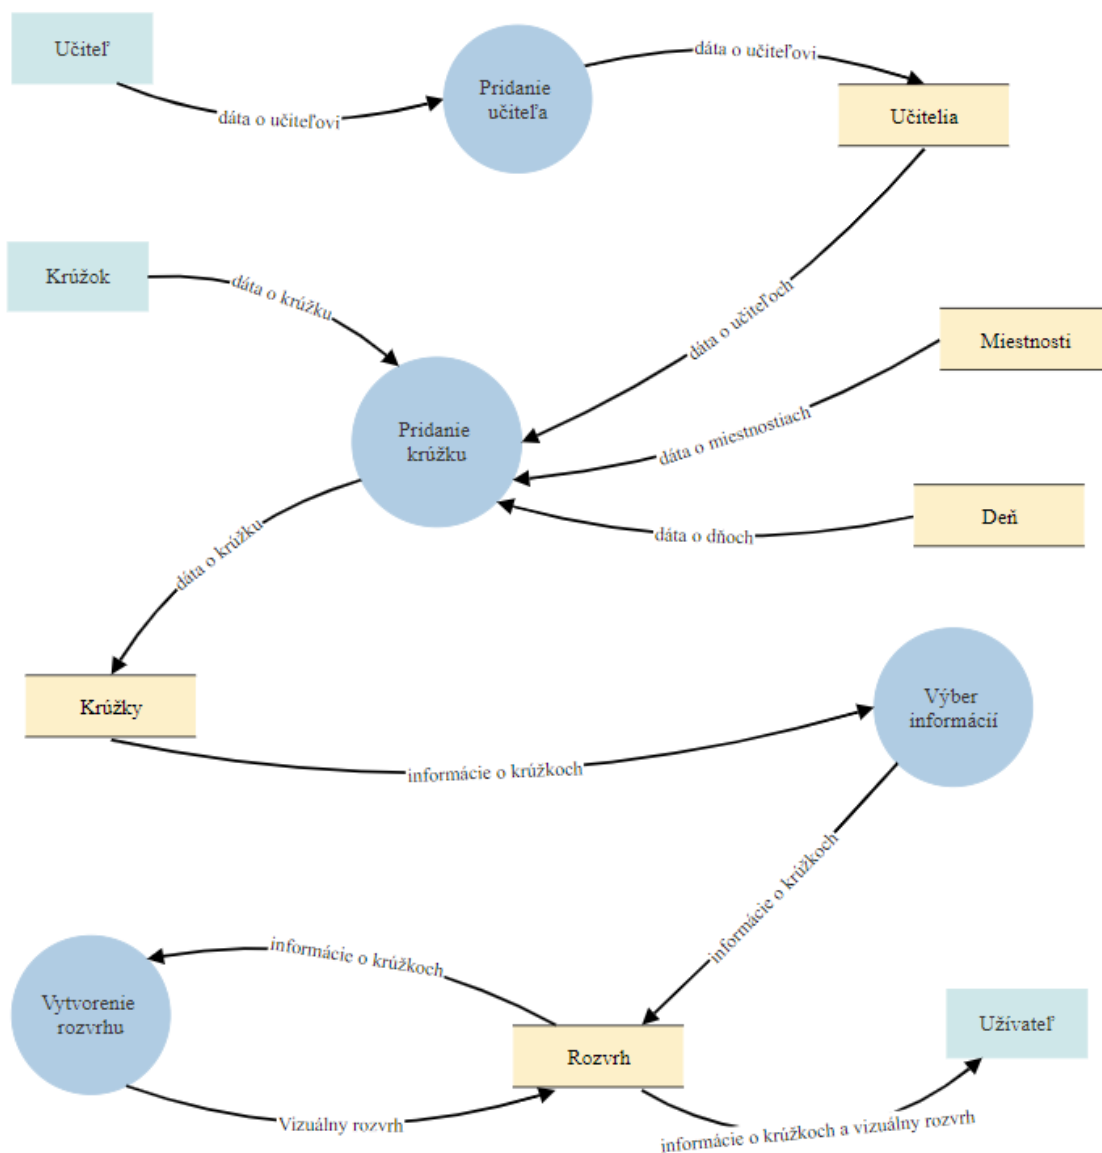 Učiteľ
dáta o učiteľovi
Pridanie
učiteľa
dáta o učiteľovi
Učitelia
Krúžok
dáta o krúžku
dáta o učiteľoch
Miestnosti
Pridanie
krúžku
dáta o miestnostiach
Deň
dáta o dňoch
dáta o krúžku
Krúžky
Výber
informácií
informácie o krúžkoch
informácie o krúžkoch
informácie o krúžkoch
Vytvorenie
rozvrhu
Rozvrh
Užívateľ
Vizuálny rozvrh
informácie o krúžkoch a vizuálny rozvrh